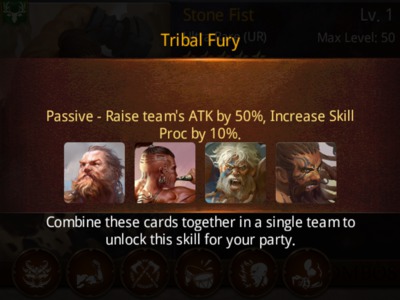 Stone Fist
Lv. 1
Tribal Fury
(UR)
Max Level: 50
Passive - Raise team's ATK by 50%, Increase Skill
Proc by 10%.
Combine these cards together in a single team to
unlock this skill for your party.